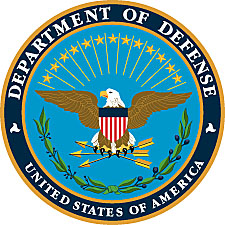 DEPARTMENT OF DEFENSE
UNITED STATES OF AMERICA